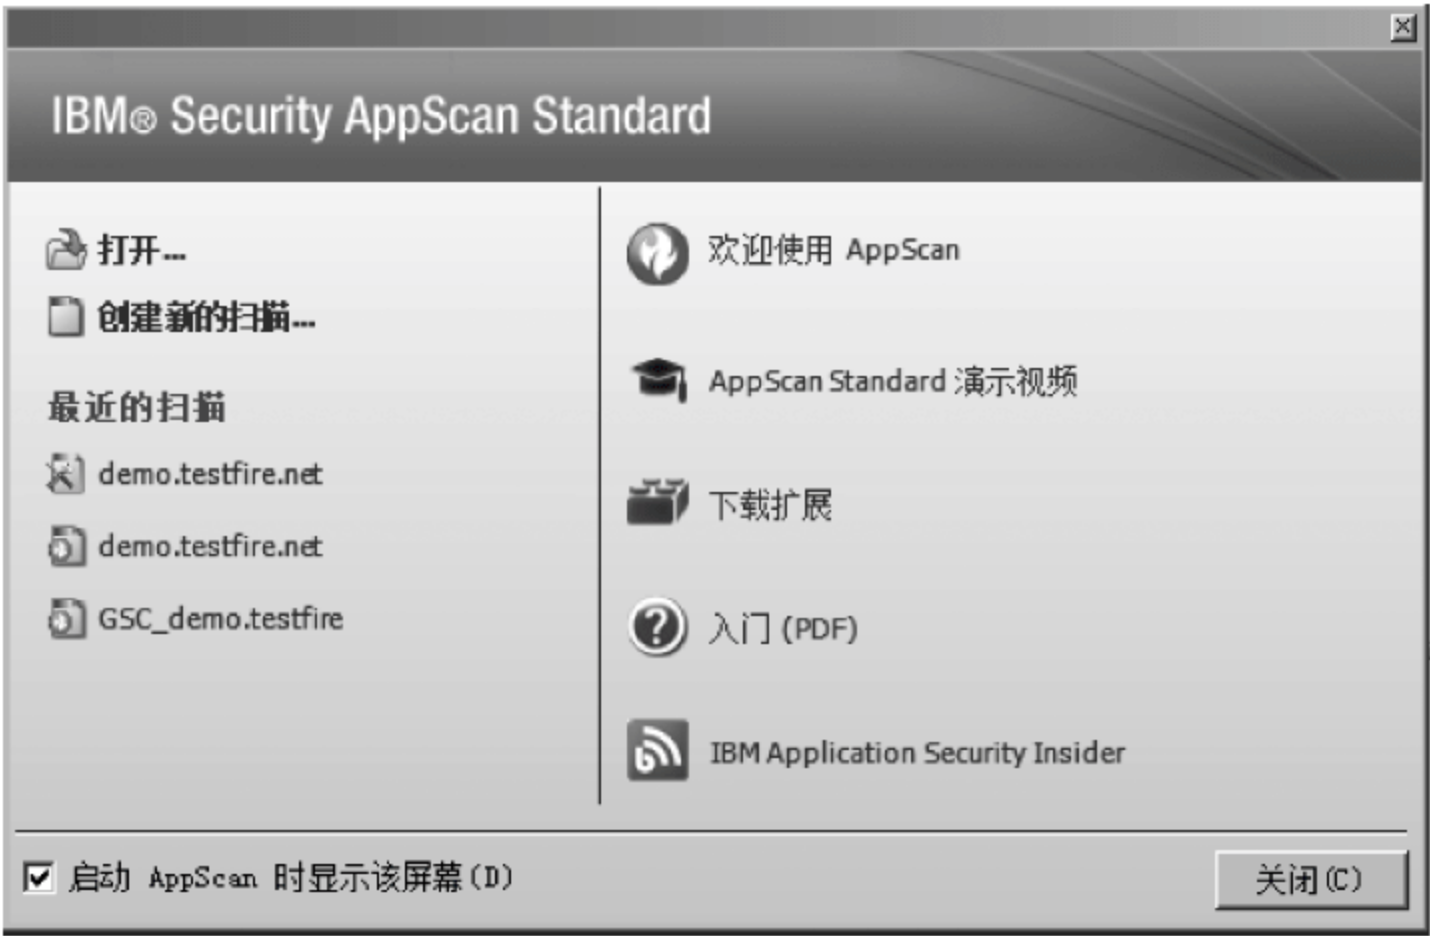 IBM® Security AppScan Standard
打开...
创建新的扫描...
最近的扫描
demo.testfire.net
demo.testfire.net
GSC_demo.testfire
欢迎使用 AppScan
AppScan Standard 演示视频
下载扩展
入门 (PDF)
IBM Application Security Insider
启动 AppScan 时显示该屏幕(D)
关闭(C)